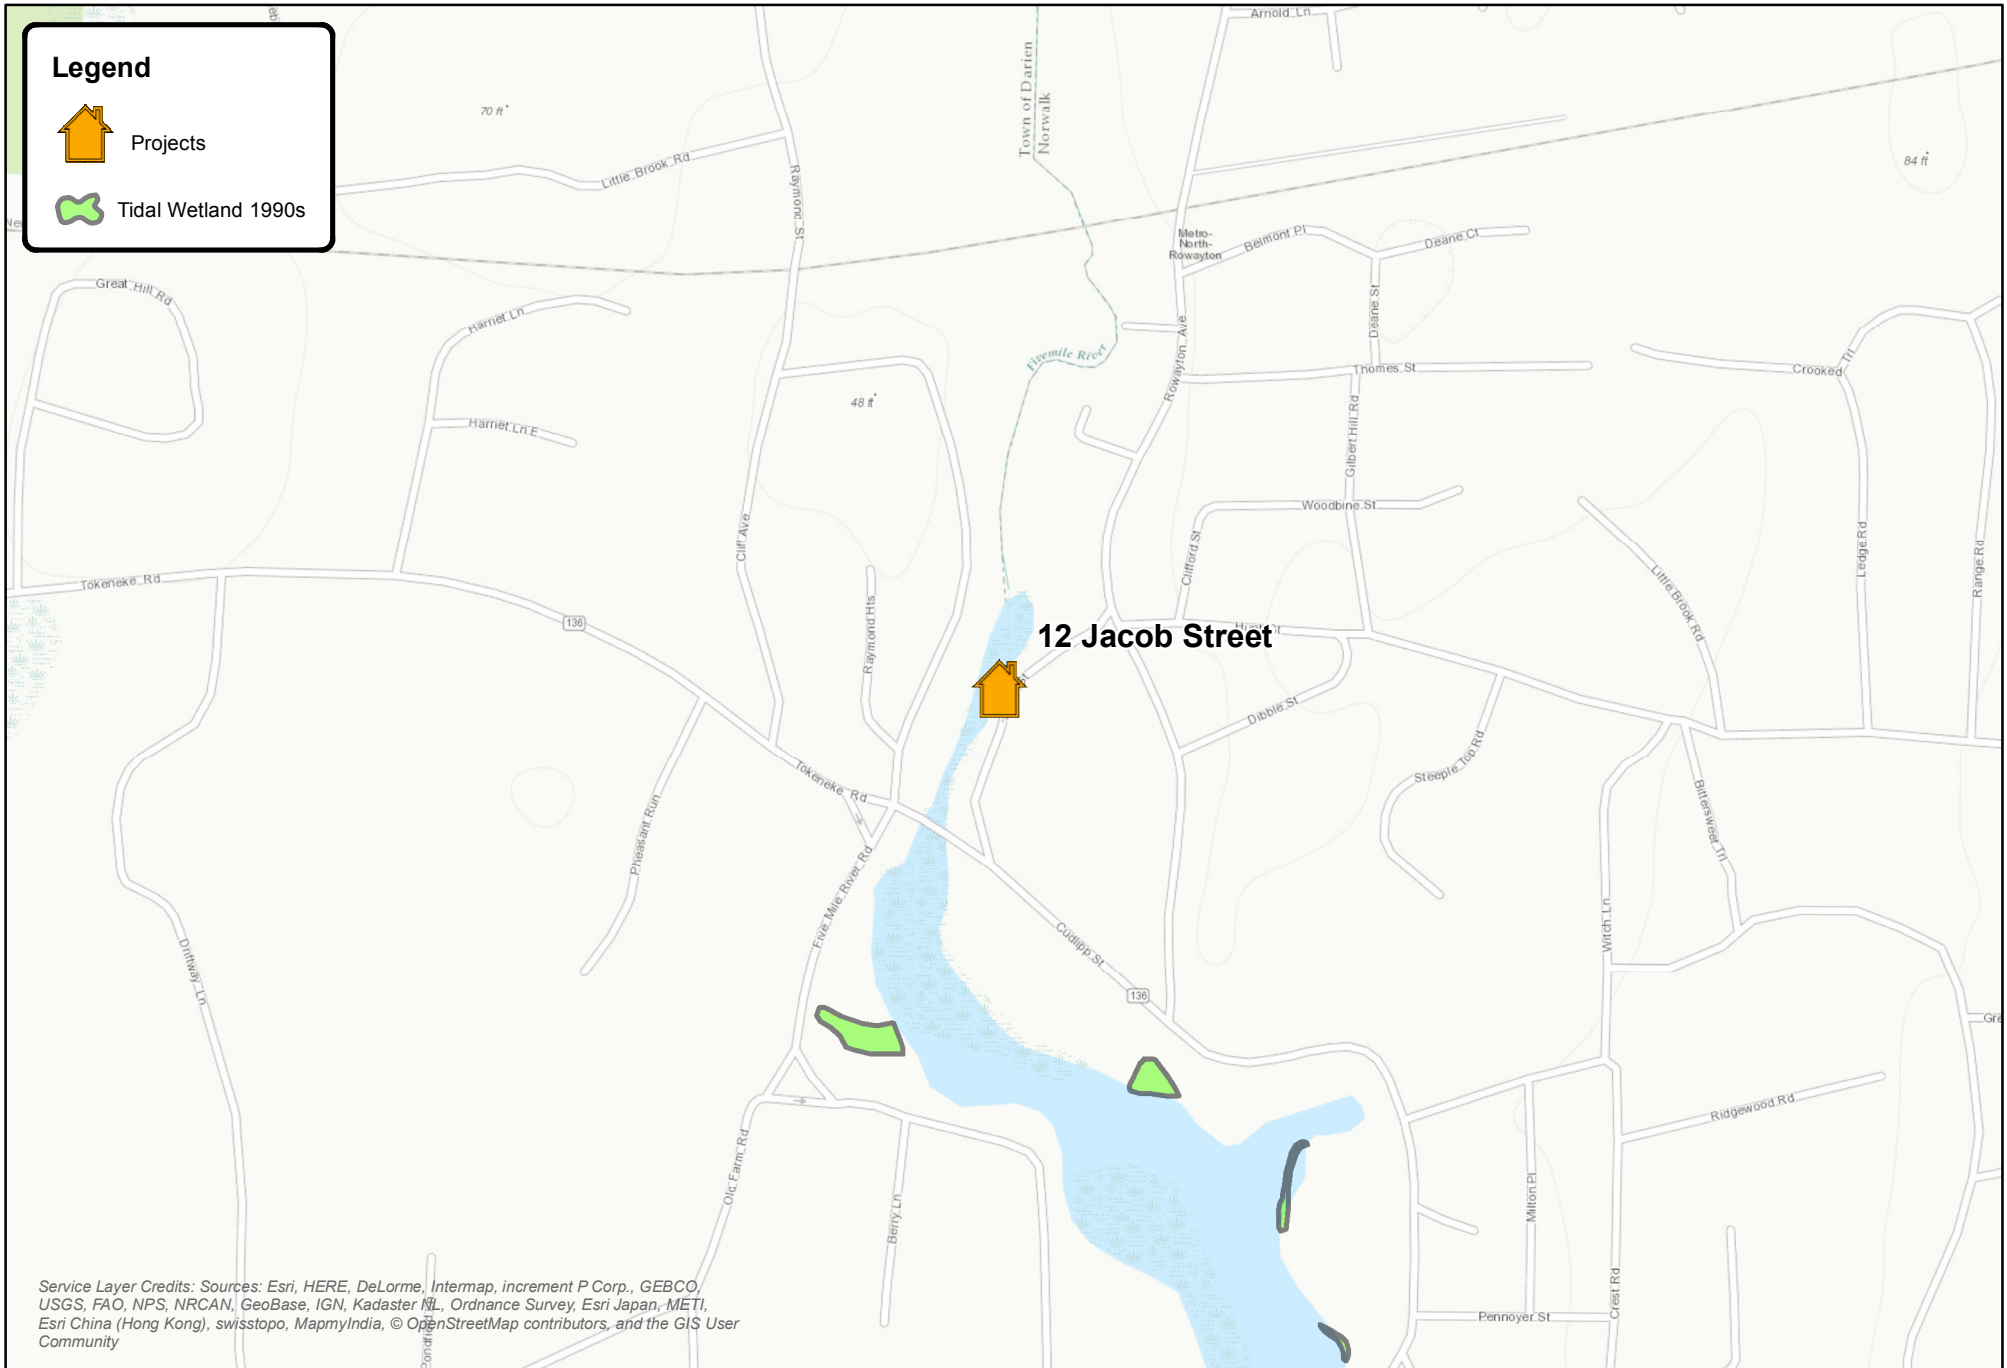 Legend
Projects
Tidal Wetland 1990s
Arnold Ln
70 ft
Town of Darien
Norwalk
84 ft
Little Brook Rd
Raymond St
Metro-
North-
Rowayton
Belmont Pl
Deane Ct
Great Hill Rd
Harriet Ln
Deane St
Fivemile River
Rowayton Ave
Thomes St
Crooked Trl
48 ft
Harriet Ln E
Gilbert Hill Rd
Woodbine St
Cliff Ave
Clifford St
Ledge Rd
Range Rd
Tokeneke Rd
Raymond Hts
Little Brook Rd
136
12 Jacob Street
St
Dibble St
Steeple Top Rd
Tokeneke Rd
Pheasant Run
Bittersweet Trl
Five Mile River Rd
Cudlipp St
Witch Ln
Driftway Ln
136
Gre
Ridgewood Rd
Old Farm Rd
Berry Ln
Milton Pl
Crest Rd
Pennoyer St
Service Layer Credits: Sources: Esri, HERE, DeLorme, Intermap, increment P Corp., GEBCO,
USGS, FAO, NPS, NRCAN, GeoBase, IGN, Kadaster NL, Ordnance Survey, Esri Japan, METI,
Esri China (Hong Kong), swisstopo, MapmyIndia, © OpenStreetMap contributors, and the GIS User
Community